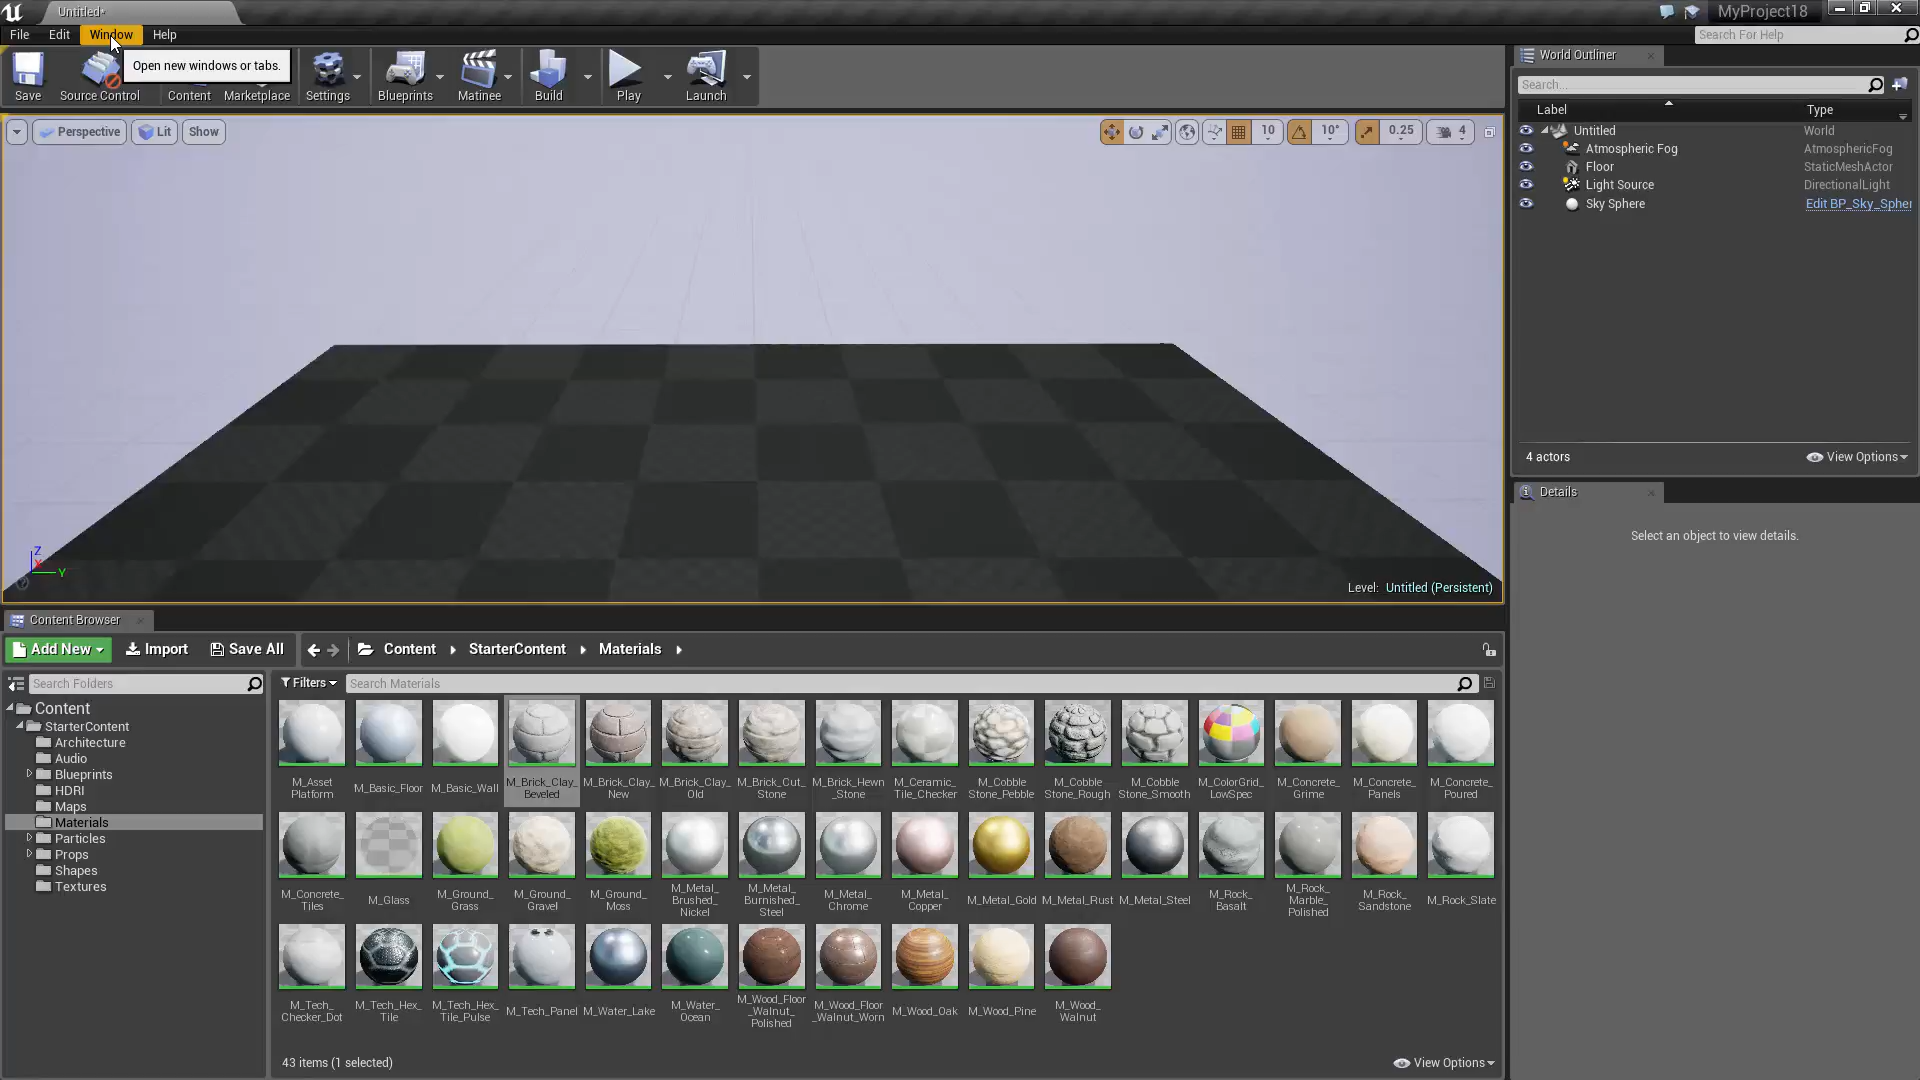 Untitled*
MyProject18
File Edit Window Help
Search For Help
Open new windows or tabs.
Save Source Control Content Marketplace Settings Blueprints Matinee Build Play Launch
Perspective Lit Show
10 10° 0.25 4
Z
X
Y
Level: Untitled (Persistent)
World Outliner
Search...
Label Type
Untitled World
Atmospheric Fog AtmosphericFog
Floor StaticMeshActor
Light Source DirectionalLight
Sky Sphere Edit BP_Sky_Spher
4 actors View Options
Details
Select an object to view details.
Content Browser
Add New Import Save All Content StarterContent Materials
Search Folders
Filters Search Materials
Content
StarterContent
Architecture
Audio
Blueprints
HDRI
Maps
Materials
Particles
Props
Shapes
Textures
M_Asset Platform
M_Basic_Floor
M_Basic_Wall
M_Brick_Clay_ Beveled
M_Brick_Clay_ New
M_Brick_Clay_ Old
M_Brick_Cut_ Stone
M_Brick_Hewn _Stone
M_Ceramic_ Tile_Checker
M_Cobble Stone_Pebble
M_Cobble Stone_Rough
M_Cobble Stone_Smooth
M_ColorGrid_ LowSpec
M_Concrete_ Grime
M_Concrete_ Panels
M_Concrete_ Poured
M_Concrete_ Tiles
M_Glass
M_Ground_ Grass
M_Ground_ Gravel
M_Ground_ Moss
M_Metal_ Brushed_ Nickel
M_Metal_ Burnished_ Steel
M_Metal_ Chrome
M_Metal_ Copper
M_Metal_Gold
M_Metal_Rust
M_Metal_Steel
M_Rock_ Basalt
M_Rock_ Marble_ Polished
M_Rock_ Sandstone
M_Rock_Slate
M_Tech_ Checker_Dot
M_Tech_Hex_ Tile
M_Tech_Hex_ Tile_Pulse
M_Tech_Panel
M_Water_Lake
M_Water_ Ocean
M_Wood_Floor _Walnut_ Polished
M_Wood_Floor _Walnut_Worn
M_Wood_Oak
M_Wood_Pine
M_Wood_ Walnut
43 items (1 selected)
View Options